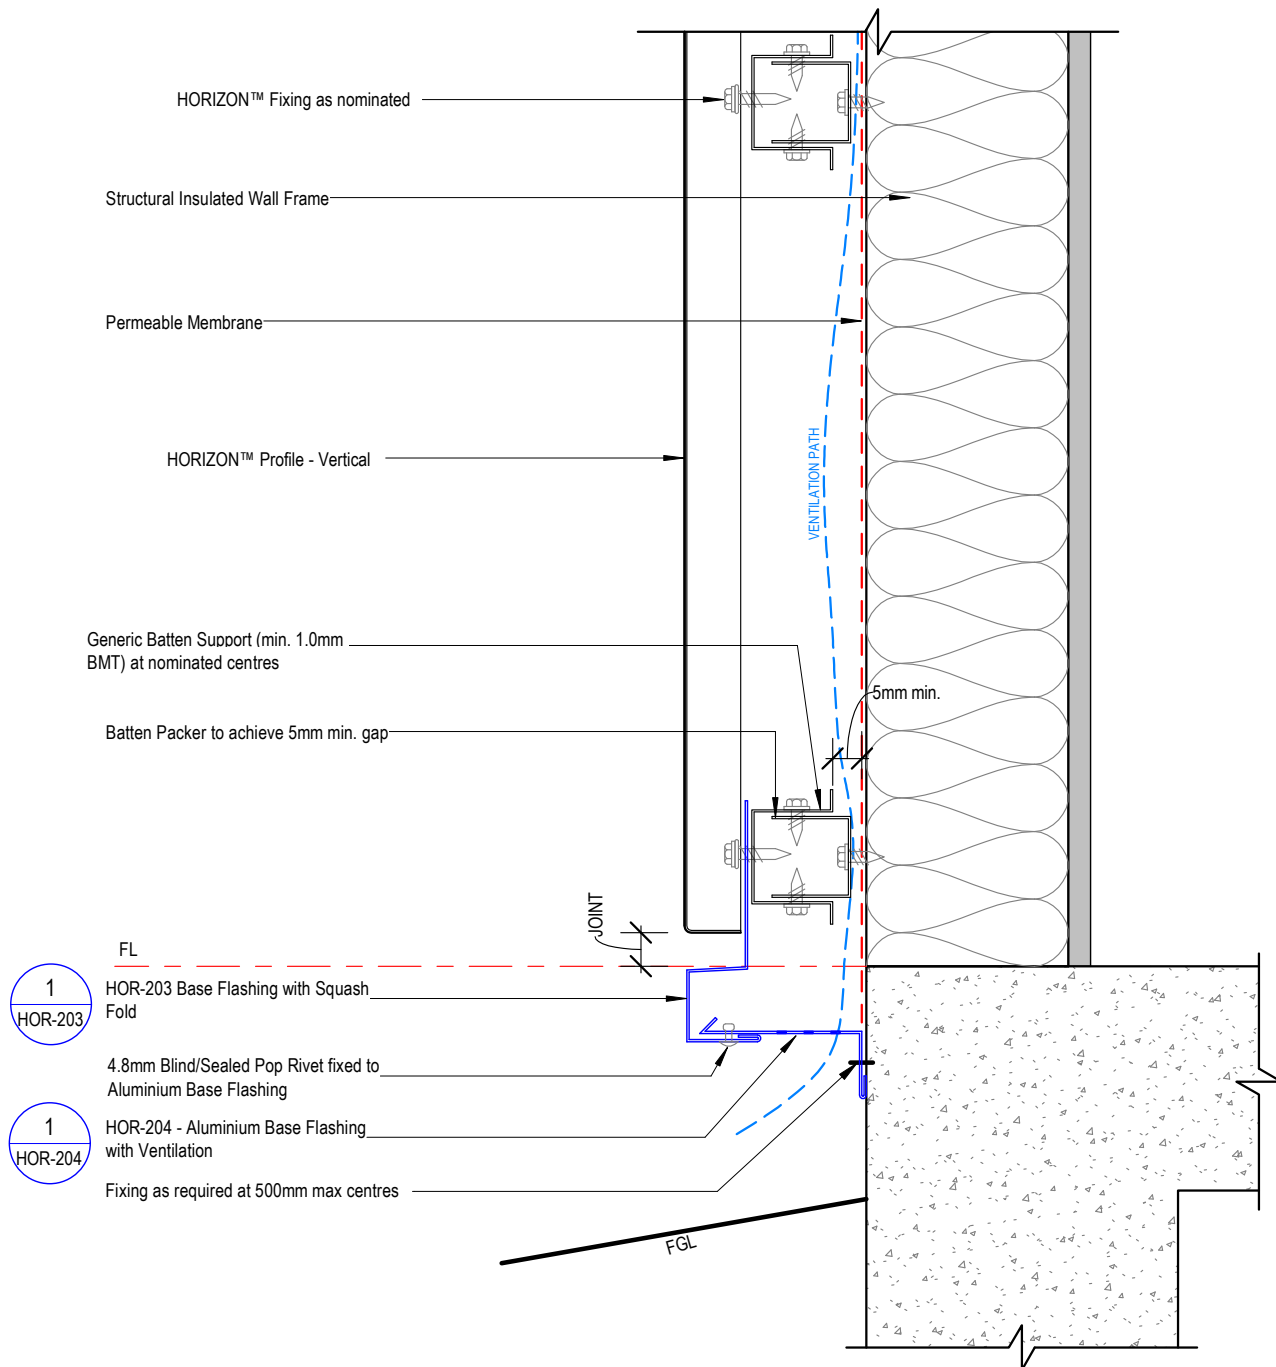 HORIZON™ Fixing as nominated
Structural Insulated Wall Frame
Permeable Membrane
HORIZON™ Profile - Vertical
VENTILATION PATH
Generic Batten Support (min. 1.0mm
BMT) at nominated centres
5mm min.
Batten Packer to achieve 5mm min. gap
JOINT
FL
1
HOR-203
HOR-203 Base Flashing with Squash
Fold
4.8mm Blind/Sealed Pop Rivet fixed to
Aluminium Base Flashing
1
HOR-204
HOR-204 - Aluminium Base Flashing
with Ventilation
Fixing as required at 500mm max centres
FGL